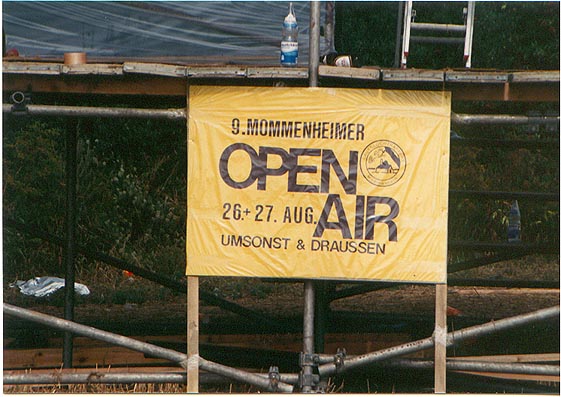 9. MOMMENHEIMER
OPEN
26.+ 27. AUG. AIR
UMSONST & DRAUSSEN